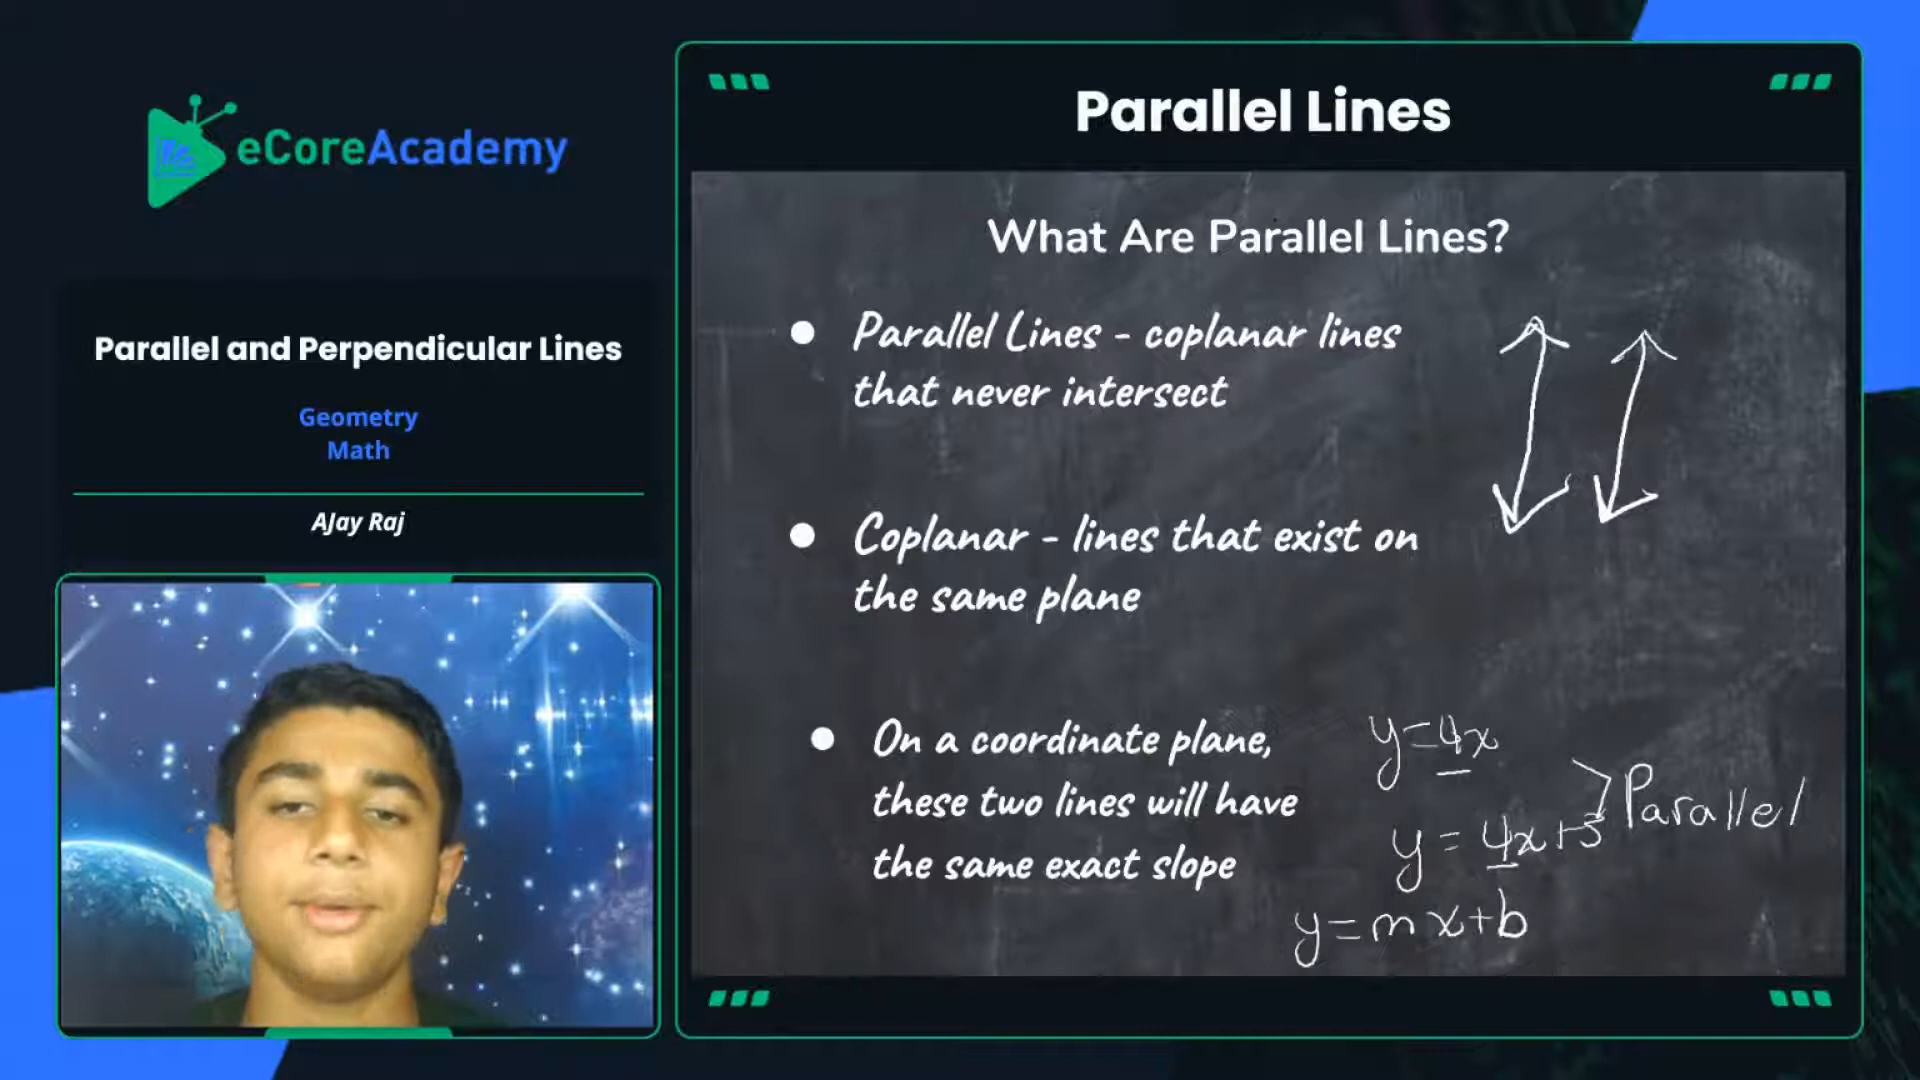 eCoreAcademy
Parallel and Perpendicular Lines
Geometry
Math
AJay Raj
Parallel Lines
What Are Parallel Lines?
● Parallel Lines - coplanar lines
that never intersect
● Coplanar - lines that exist on
the same plane
● On a coordinate plane,
these two lines will have
the same exact slope
y=4x
y = 4x+5
Parallel
y=mx+b